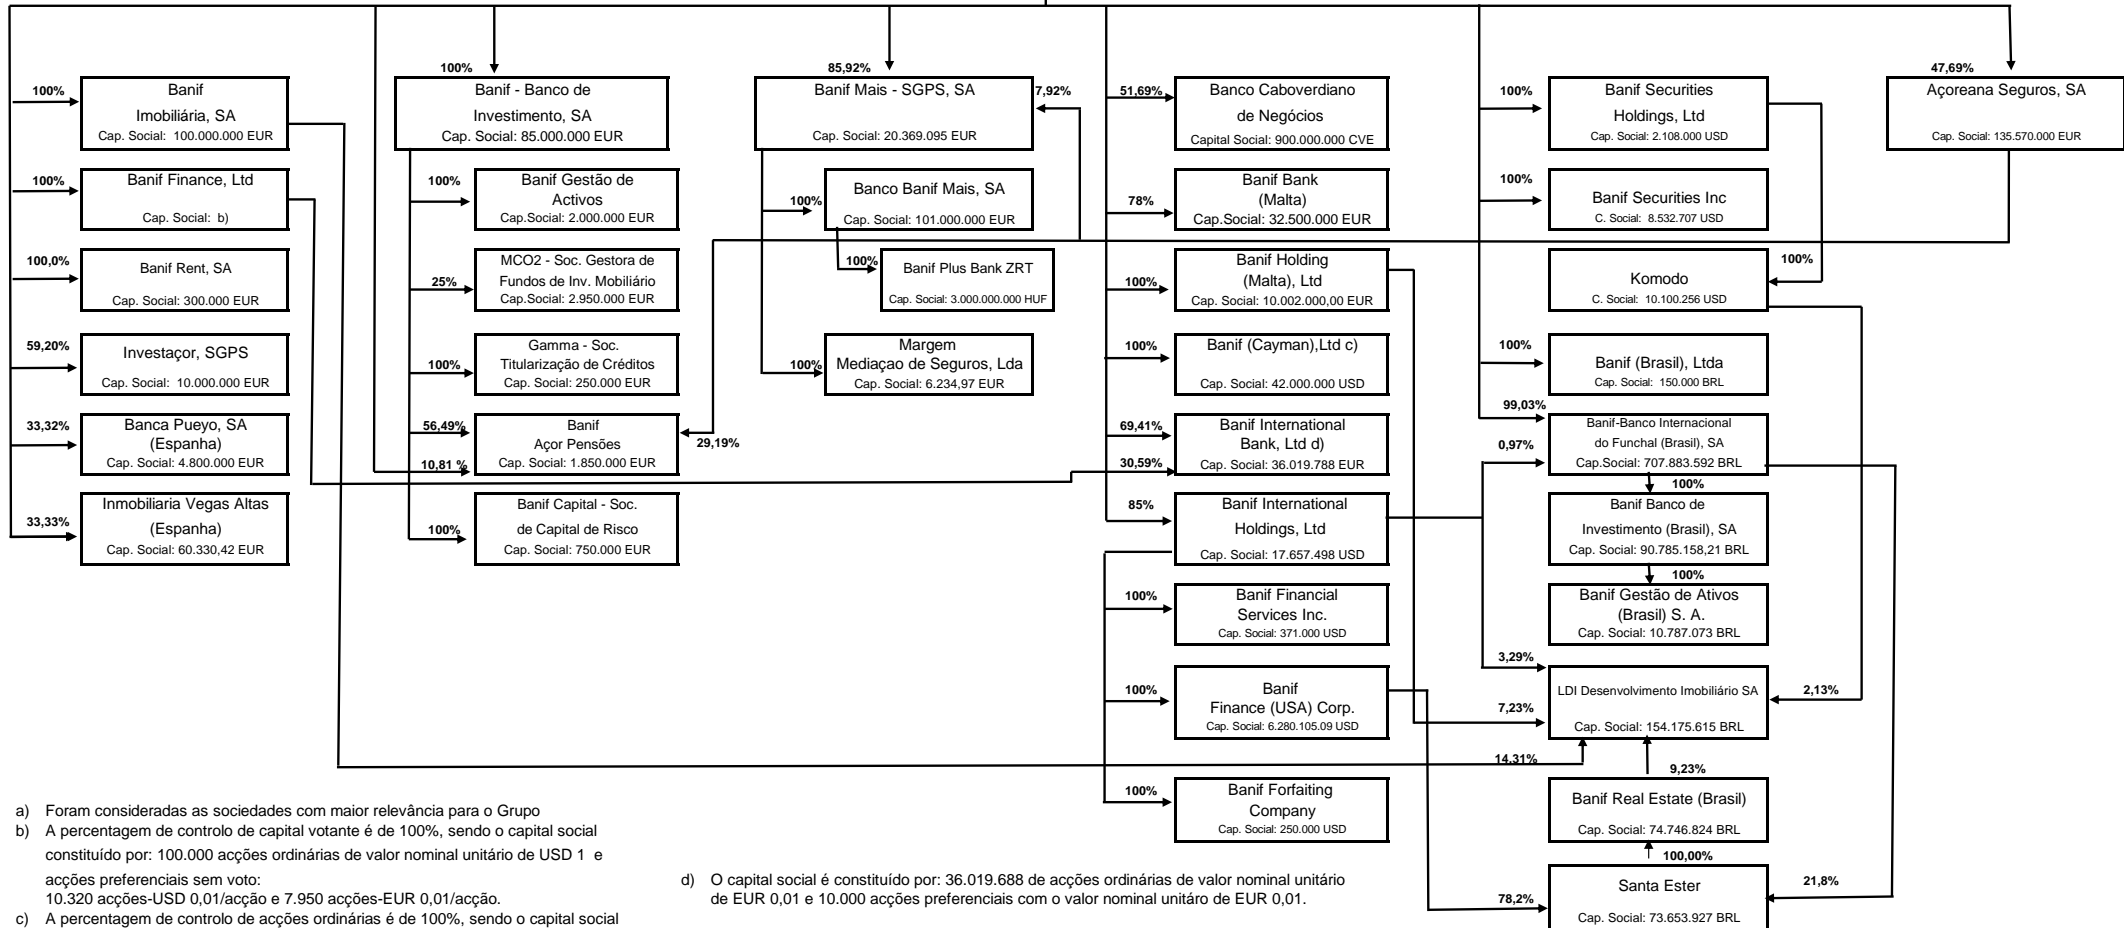 100%
Banif
Imobiliária, SA
Cap. Social: 100.000.000 EUR
100%
Banif Finance, Ltd
Cap. Social: b)
100,0%
Banif Rent, SA
Cap. Social: 300.000 EUR
59,20%
Investaçor, SGPS
Cap. Social: 10.000.000 EUR
33,32%
Banca Pueyo, SA
(Espanha)
Cap. Social: 4.800.000 EUR
33,33%
Inmobiliaria Vegas Altas
(Espanha)
Cap. Social: 60.330,42 EUR
100%
Banif - Banco de
Investimento, SA
Cap. Social: 85.000.000 EUR
100%
Banif Gestão de
Activos
Cap.Social: 2.000.000 EUR
25%
MCO2 - Soc. Gestora de
Fundos de Inv. Mobiliário
Cap.Social: 2.950.000 EUR
100%
Gamma - Soc.
Titularização de Créditos
Cap. Social: 250.000 EUR
56,49%
10,81 %
Banif
Açor Pensões
Cap. Social: 1.850.000 EUR
29,19%
100%
Banif Capital - Soc.
de Capital de Risco
Cap. Social: 750.000 EUR
85,92%
Banif Mais - SGPS, SA
Cap. Social: 20.369.095 EUR
7,92%
100%
Banco Banif Mais, SA
Cap. Social: 101.000.000 EUR
100%
Banif Plus Bank ZRT
Cap. Social: 3.000.000.000 HUF
100%
Margem
Mediaçao de Seguros, Lda
Cap. Social: 6.234,97 EUR
51,69%
Banco Caboverdiano
de Negócios
Capital Social: 900.000.000 CVE
78%
Banif Bank
(Malta)
Cap.Social: 32.500.000 EUR
100%
Banif Holding
(Malta), Ltd
Cap. Social: 10.002.000,00 EUR
100%
Banif (Cayman),Ltd c)
Cap. Social: 42.000.000 USD
69,41%
30,59%
Banif International
Bank, Ltd d)
Cap. Social: 36.019.788 EUR
85%
Banif International
Holdings, Ltd
Cap. Social: 17.657.498 USD
100%
Banif Financial
Services Inc.
Cap. Social: 371.000 USD
100%
Banif
Finance (USA) Corp.
Cap. Social: 6.280.105.09 USD
100%
Banif Forfaiting
Company
Cap. Social: 250.000 USD
100%
Banif Securities
Holdings, Ltd
Cap. Social: 2.108.000 USD
100%
Banif Securities Inc
C. Social: 8.532.707 USD
100%
Komodo
C. Social: 10.100.256 USD
100%
Banif (Brasil), Ltda
Cap. Social: 150.000 BRL
99,03%
0,97%
Banif-Banco Internacional
do Funchal (Brasil), SA
Cap.Social: 707.883.592 BRL
100%
Banif Banco de
Investimento (Brasil), SA
Cap. Social: 90.785.158,21 BRL
100%
Banif Gestão de Ativos
(Brasil) S. A.
Cap. Social: 10.787.073 BRL
3,29%
7,23%
14,31%
LDI Desenvolvimento Imobiliário SA
Cap. Social: 154.175.615 BRL
2,13%
9,23%
Banif Real Estate (Brasil)
Cap. Social: 74.746.824 BRL
100,00%
78,2%
Santa Ester
Cap. Social: 73.653.927 BRL
21,8%
47,69%
Açoreana Seguros, SA
Cap. Social: 135.570.000 EUR
a) Foram consideradas as sociedades com maior relevância para o Grupo
b) A percentagem de controlo de capital votante é de 100%, sendo o capital social
constituído por: 100.000 acções ordinárias de valor nominal unitário de USD 1 e
acções preferenciais sem voto:
10.320 acções-USD 0,01/acção e 7.950 acções-EUR 0,01/acção.
c) A percentagem de controlo de acções ordinárias é de 100%, sendo o capital social
d) O capital social é constituído por: 36.019.688 de acções ordinárias de valor nominal unitário
de EUR 0,01 e 10.000 acções preferenciais com o valor nominal unitáro de EUR 0,01.